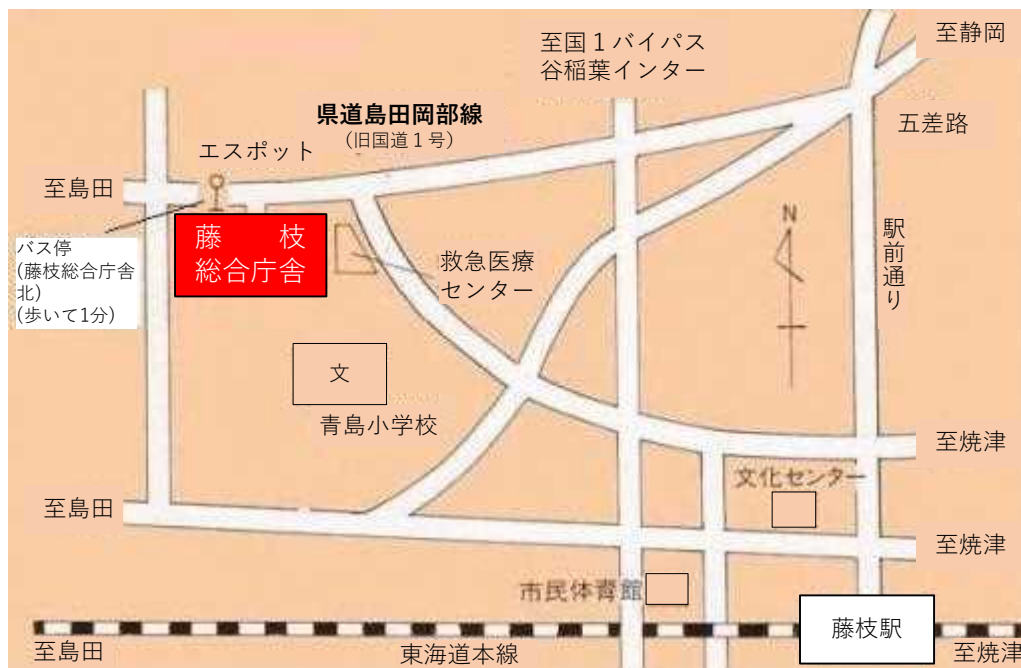 至国１バイパス
谷稲葉インター
至静岡
県道島田岡部線
(旧国道１号)
五差路
エスポット
至島田
バス停
(藤枝総合庁舎
北)
(歩いて1分)
藤　枝
総合庁舎
救急医療
センター
N
駅前通り
文
青島小学校
至焼津
文化センター
至島田
至焼津
市民体育館
藤枝駅
至島田
東海道本線
至焼津